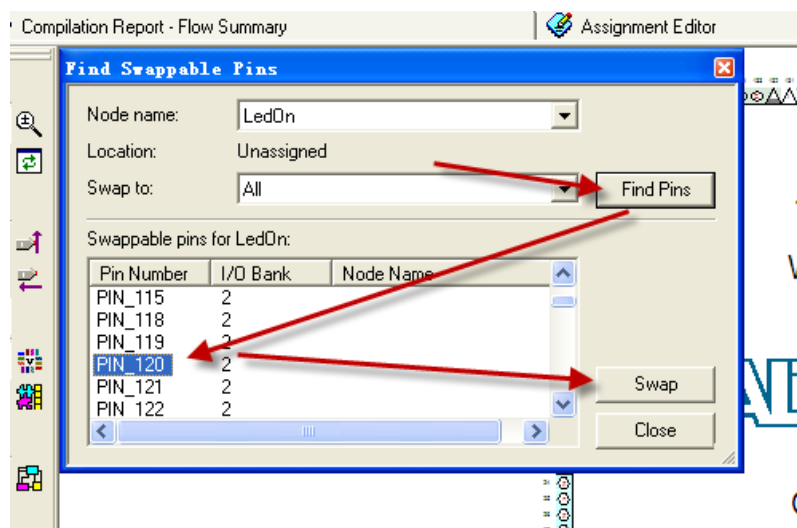 Compilation Report - Flow Summary
Assignment Editor
Find Swappable Pins
Node name: LedOn
Location: Unassigned
Swap to: All Find Pins
Swappable pins for LedOn:
Pin Number I/O Bank Node Name
PIN_115 2
PIN_118 2
PIN_119 2
PIN_120 2
PIN_121 2
PIN_122 2
Swap
Close